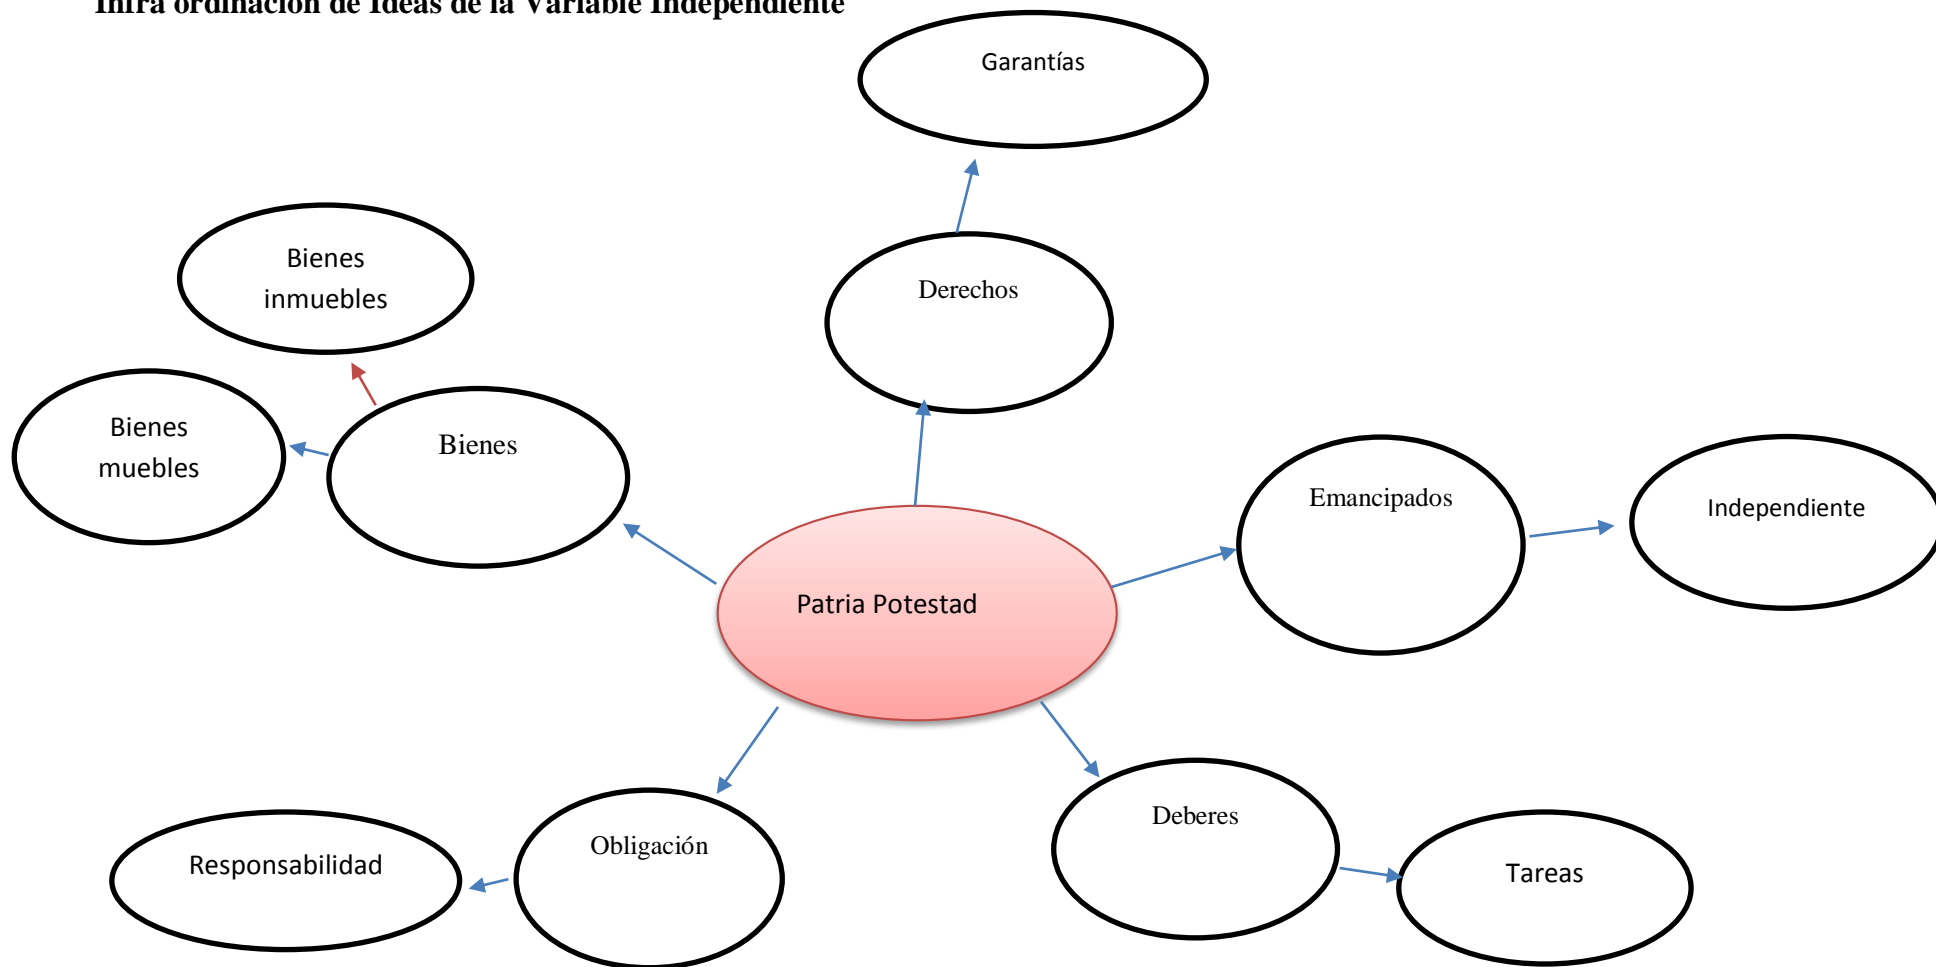 Infra ordinación de Ideas de la Variable Independiente
Garantías
Bienes
inmuebles
Derechos
Bienes
muebles
Bienes
Emancipados
Independiente
Patria Potestad
Deberes
Obligación
Responsabilidad
Tareas